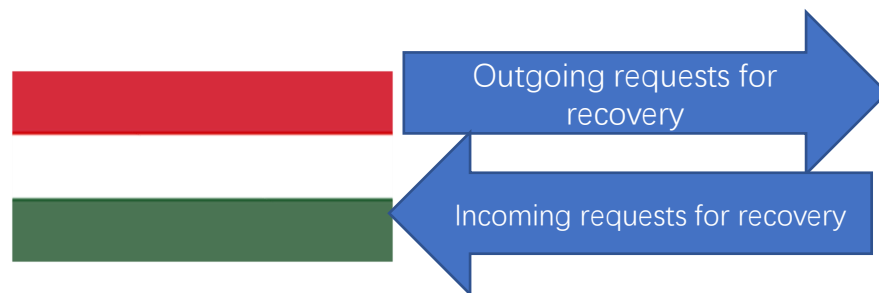 Outgoing requests for
recovery
Incoming requests for recovery